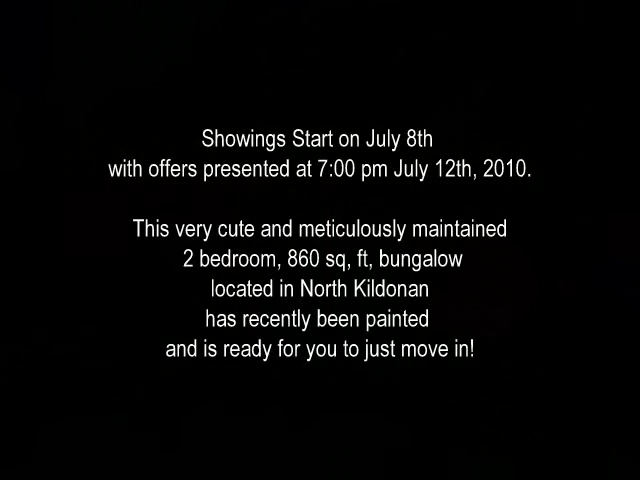 Showings Start on July 8th
with offers presented at 7:00 pm July 12th, 2010.
This very cute and meticulously maintained
2 bedroom, 860 sq, ft, bungalow
located in North Kildonan
has recently been painted
and is ready for you to just move in!